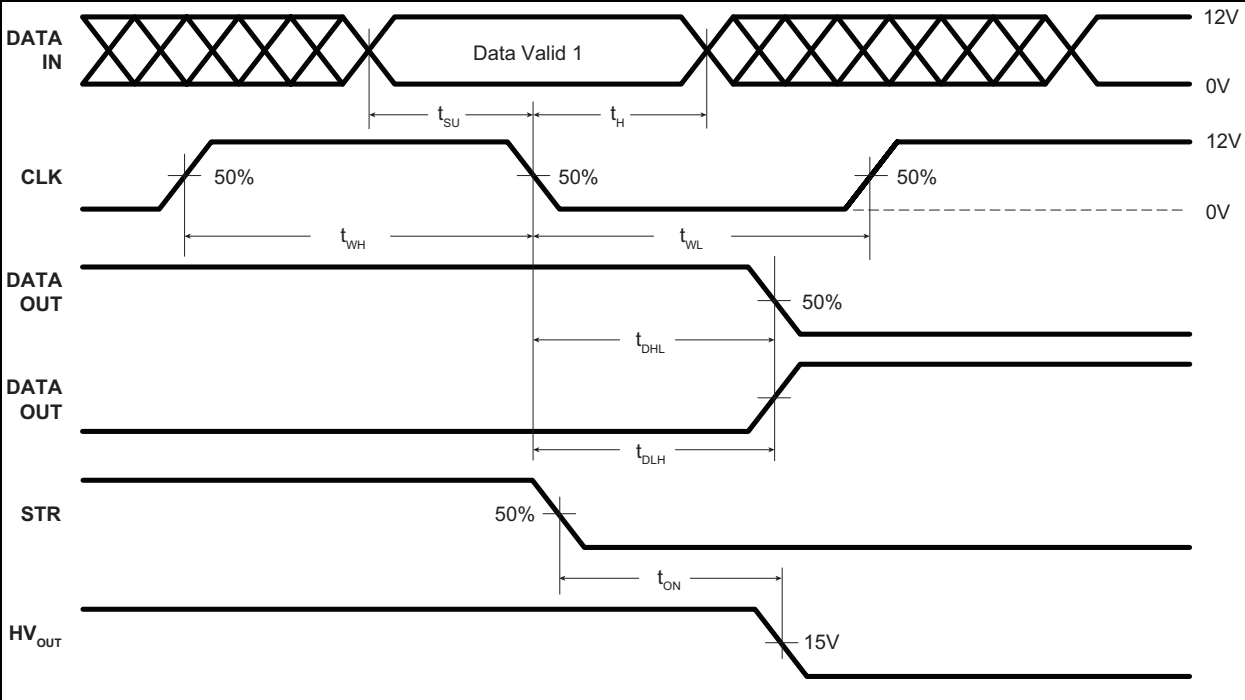 DATA
IN
Data Valid 1
12V
0V
tSU
tH
CLK
50%
50%
50%
12V
0V
tWH
tWL
DATA
OUT
50%
tDHL
DATA
OUT
tDLH
STR
50%
tON
HVOUT
15V